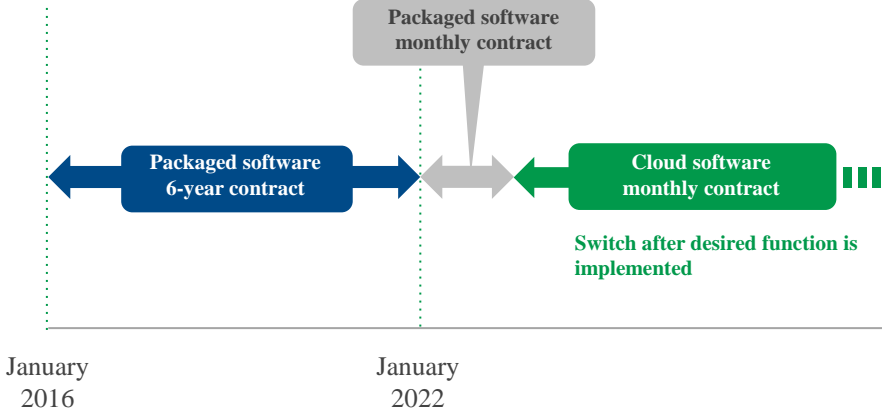 Packaged software
monthly contract
Packaged software
6-year contract
Cloud software
monthly contract
Switch after desired function is
implemented
January
2016
January
2022